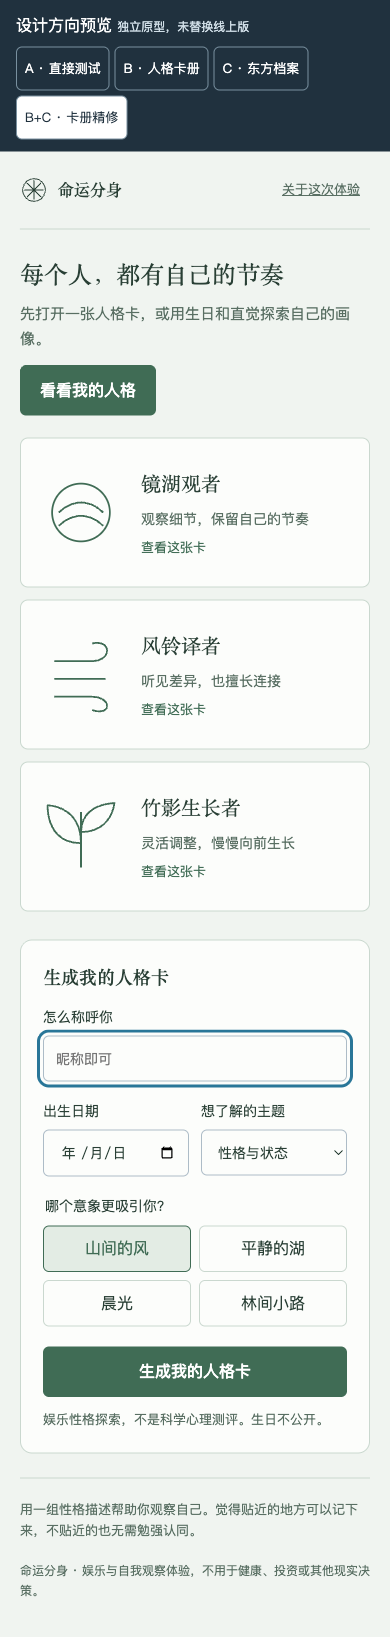 设计方向预览 独立原型，未替换线上版
A · 直接测试
B · 人格卡册
C · 东方档案
B+C · 卡册精修
命运分身
关于这次体验
每个人，都有自己的节奏
先打开一张人格卡，或用生日和直觉探索自己的画
像。
看看我的人格
镜湖观者
观察细节，保留自己的节奏
查看这张卡
风铃译者
听见差异，也擅长连接
查看这张卡
竹影生长者
灵活调整，慢慢向前生长
查看这张卡
生成我的人格卡
怎么称呼你
昵称即可
出生日期
想了解的主题
年 /月/日
性格与状态
哪个意象更吸引你?
山间的风
平静的湖
晨光
林间小路
生成我的人格卡
娱乐性格探索，不是科学心理测评。生日不公开。
用一组性格描述帮助你观察自己。觉得贴近的地方可以记下
来，不贴近的也无需勉强认同。
命运分身 · 娱乐与自我观察体验，不用于健康、投资或其他现实决
策。